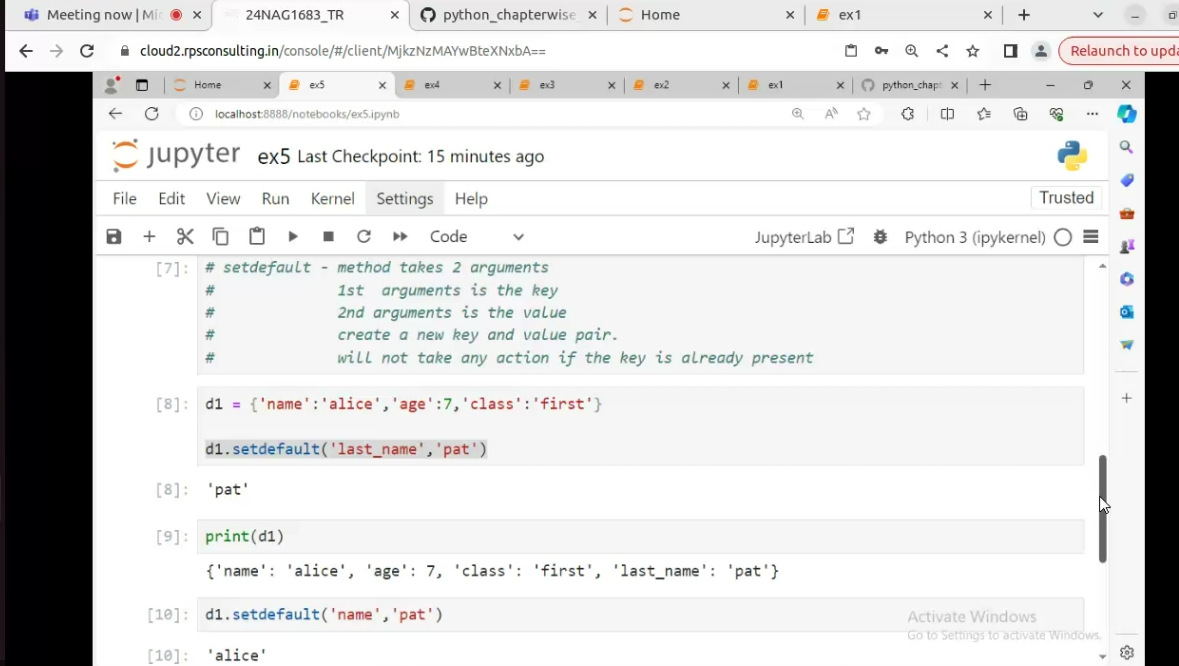 Meeting now | Mic
24NAG1683_TR
python_chapterwise
Home
ex1
cloud2.rpsconsulting.in/console/#/client/MjkzNzMAYwBteXNxbA==
Relaunch to upda
Home
ex5
ex4
ex3
ex2
ex1
python_chapt
localhost:8888/notebooks/ex5.ipynb
jupyter ex5 Last Checkpoint: 15 minutes ago
File Edit View Run Kernel Settings Help
Trusted
Code
JupyterLab
Python 3 (ipykernel)
[7]: # setdefault - method takes 2 arguments
# 1st arguments is the key
# 2nd arguments is the value
# create a new key and value pair.
# will not take any action if the key is already present
[8]: d1 = {'name':'alice','age':7,'class':'first'}
d1.setdefault('last_name','pat')
[8]: 'pat'
[9]: print(d1)
{'name': 'alice', 'age': 7, 'class': 'first', 'last_name': 'pat'}
[10]: d1.setdefault('name','pat')
Activate Windows
Go to Settings to activate Windows.
[10]: 'alice'